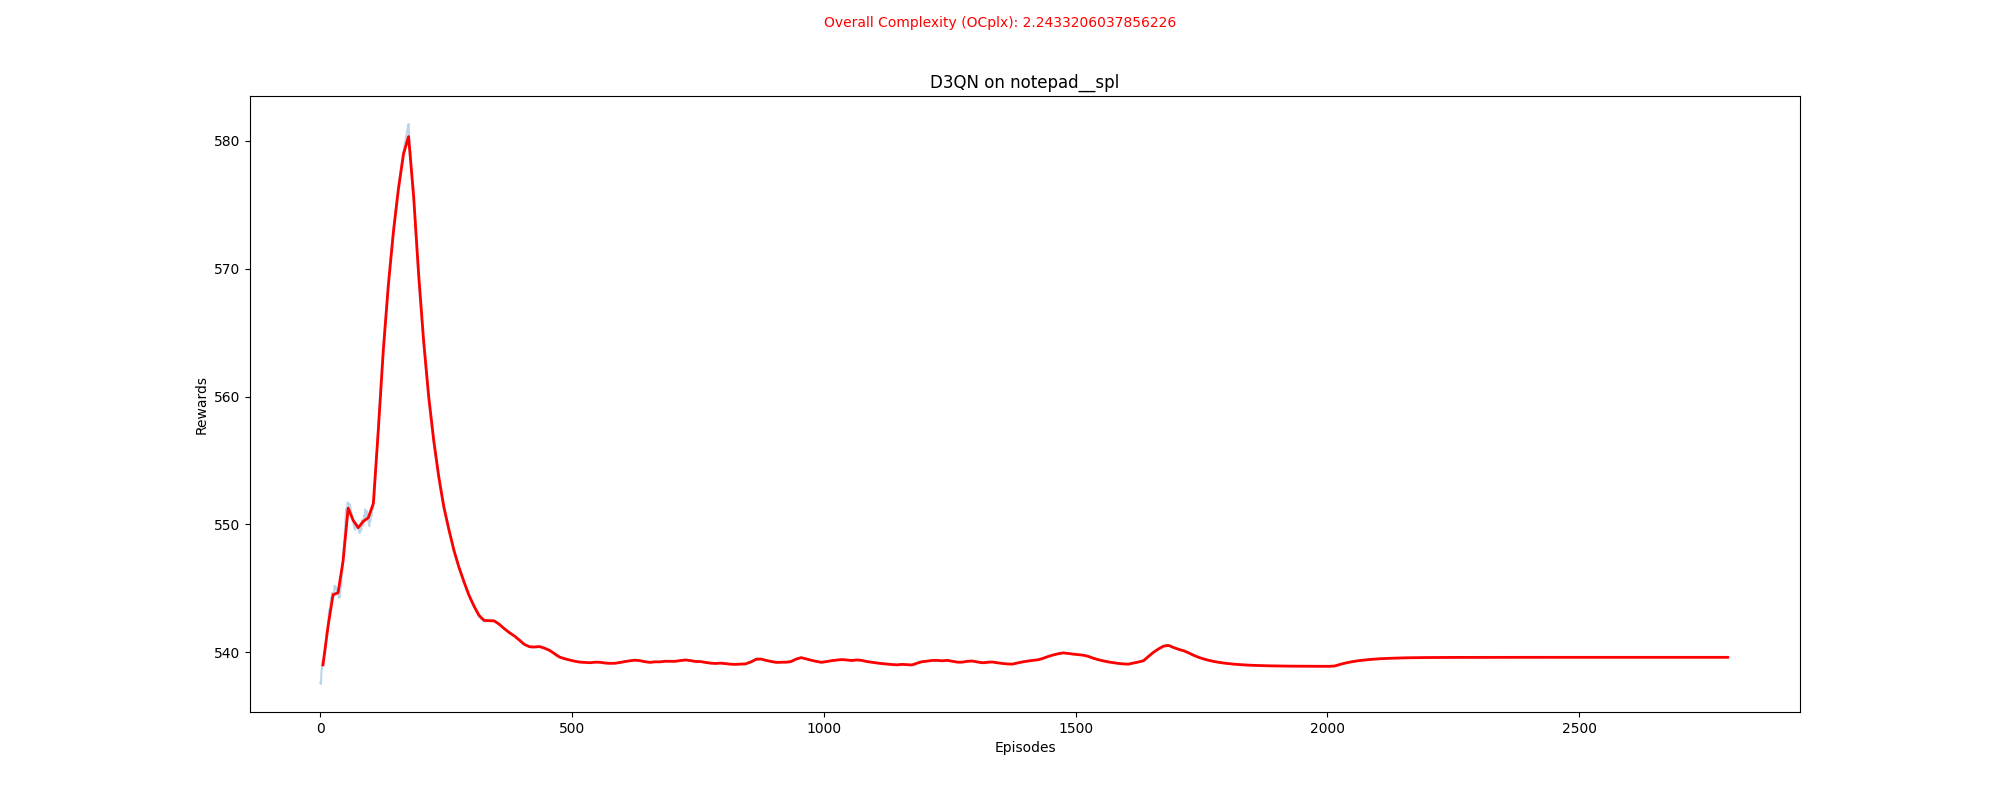 Overall Complexity (OCplx): 2.2433206037856226
D3QN on notepad__spl
580
570
560
550
540
Rewards
0 500 1000 1500 2000 2500
Episodes